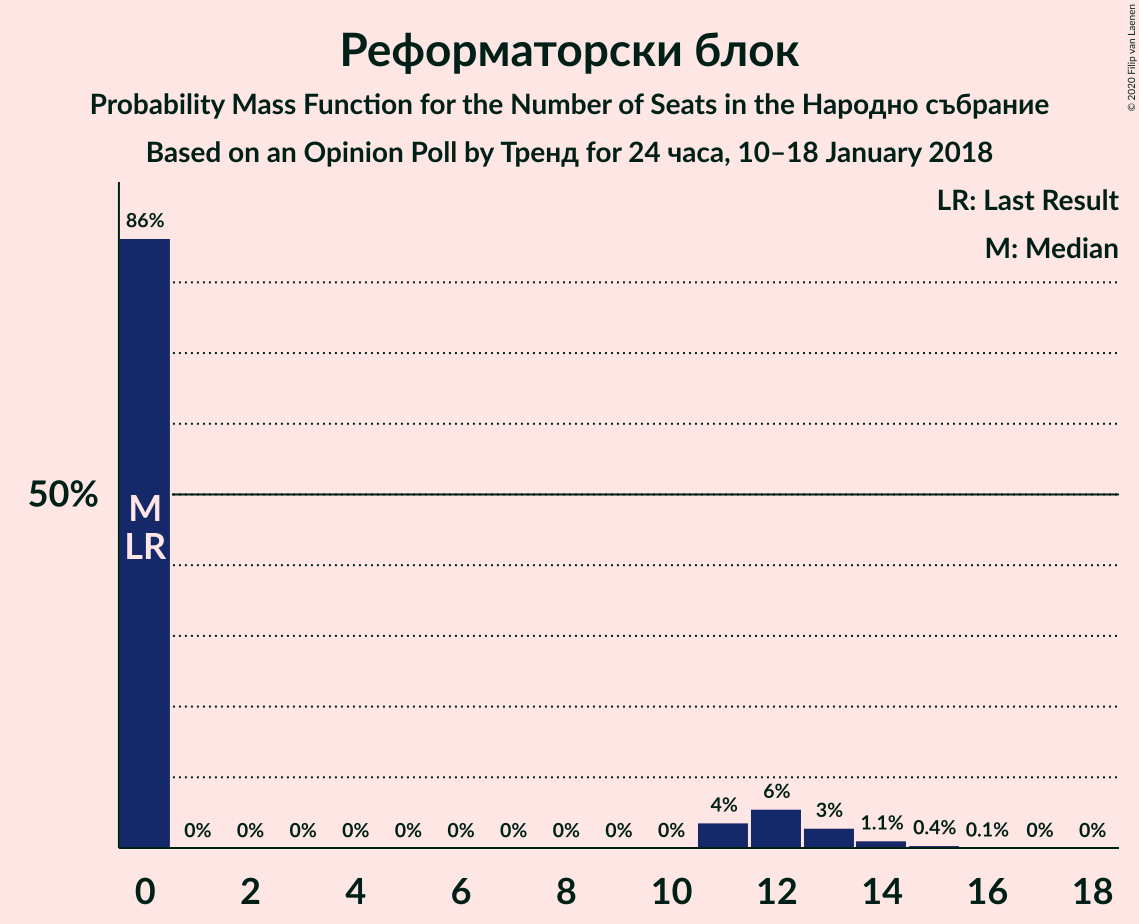 Реформаторски блок
Probability Mass Function for the Number of Seats in the Народно събрание
Based on an Opinion Poll by Тренд for 24 часа, 10–18 January 2018
© 2020 Filip van Laenen
LR: Last Result
M: Median
86%
50%
M
LR
0% 0% 0% 0% 0% 0% 0% 0% 0% 0% 4% 6% 3% 1.1% 0.4% 0.1% 0% 0%
0 2 4 6 8 10 12 14 16 18